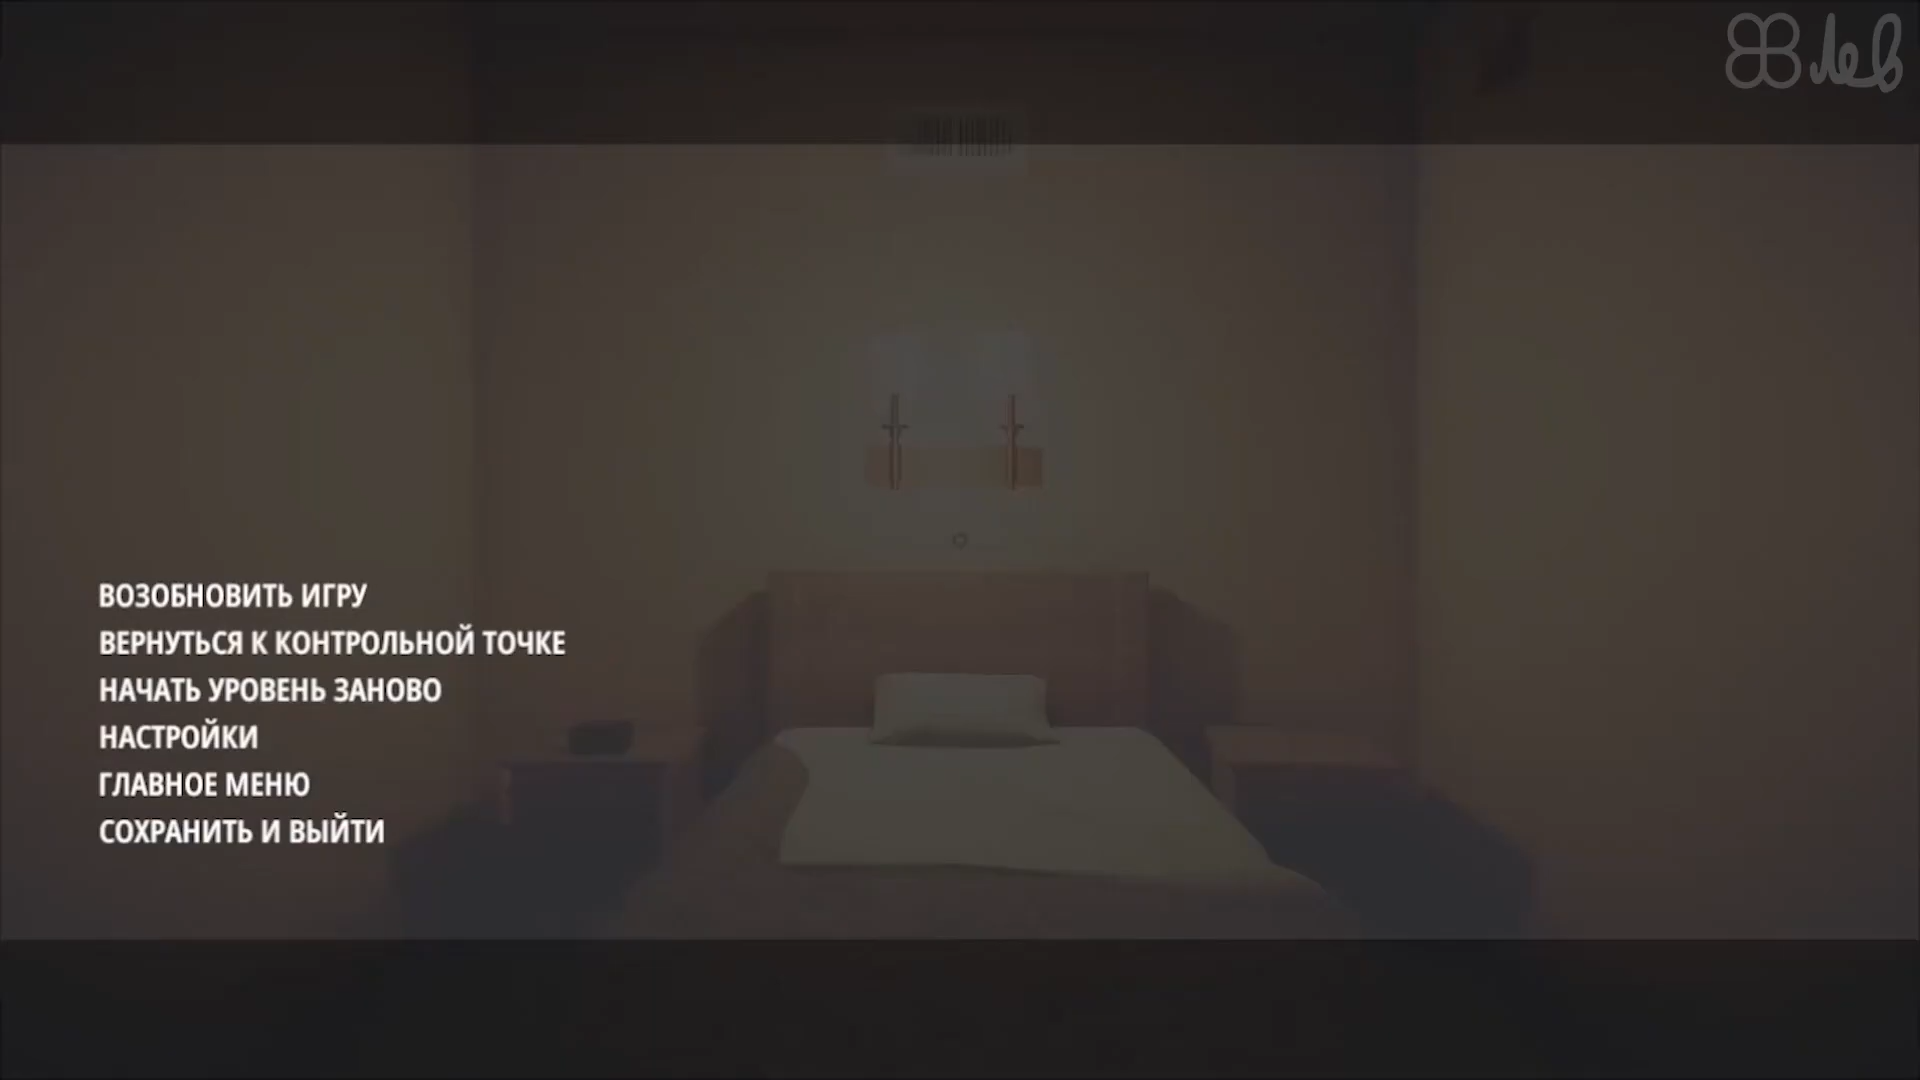 Лев
ВОЗОБНОВИТЬ ИГРУ
ВЕРНУТЬСЯ К КОНТРОЛЬНОЙ ТОЧКЕ
НАЧАТЬ УРОВЕНЬ ЗАНОВО
НАСТРОЙКИ
ГЛАВНОЕ МЕНЮ
СОХРАНИТЬ И ВЫЙТИ